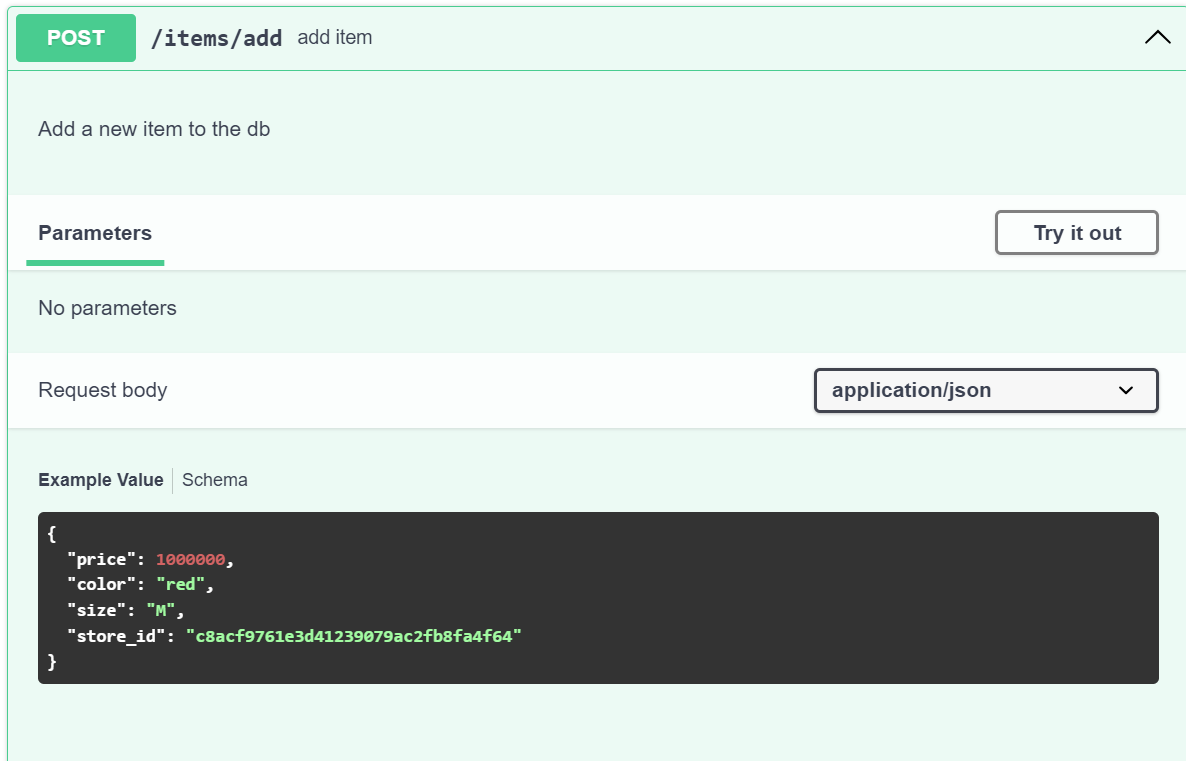 POST /items/add add item
Add a new item to the db
Parameters Try it out
No parameters
Request body application/json
Example Value Schema
{
"price": 1000000,
"color": "red",
"size": "M",
"store_id": "c8acf9761e3d41239079ac2fb8fa4f64"
}